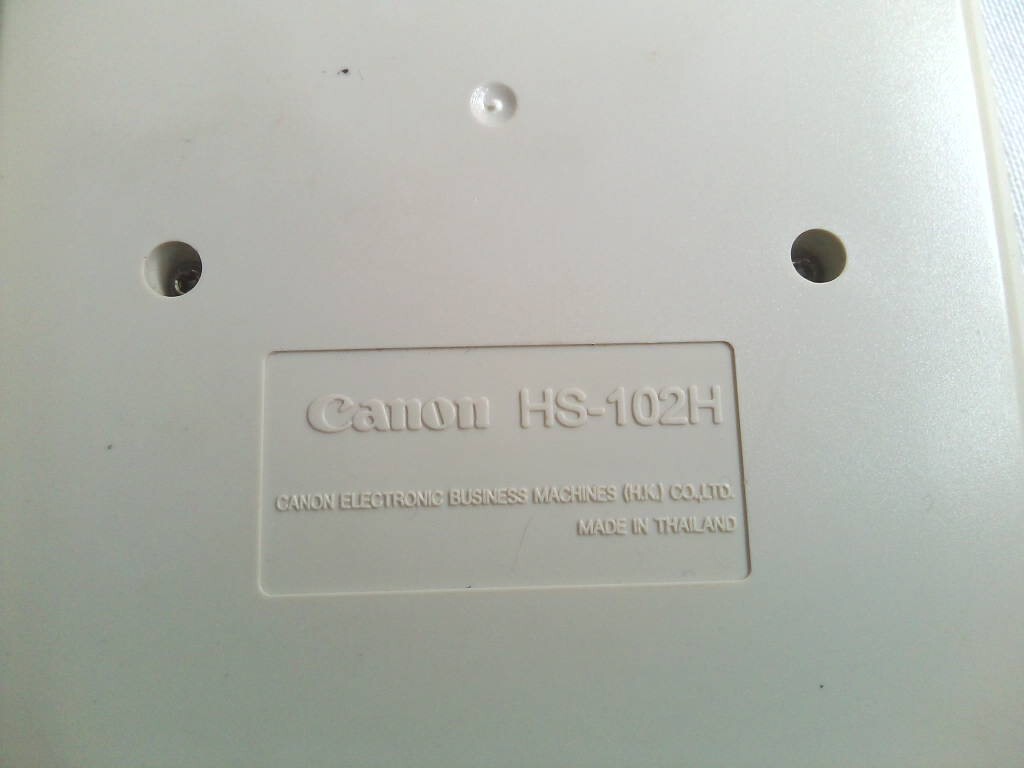 Canon HS-102H
CANON ELECTRONIC BUSINESS MACHINES (H.K.) CO.,LTD.
MADE IN THAILAND